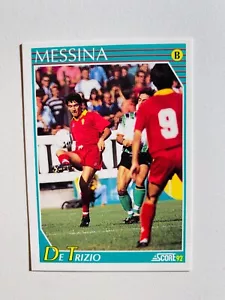 MESSINA
B
9
DE TRIZIO
SCORE 92